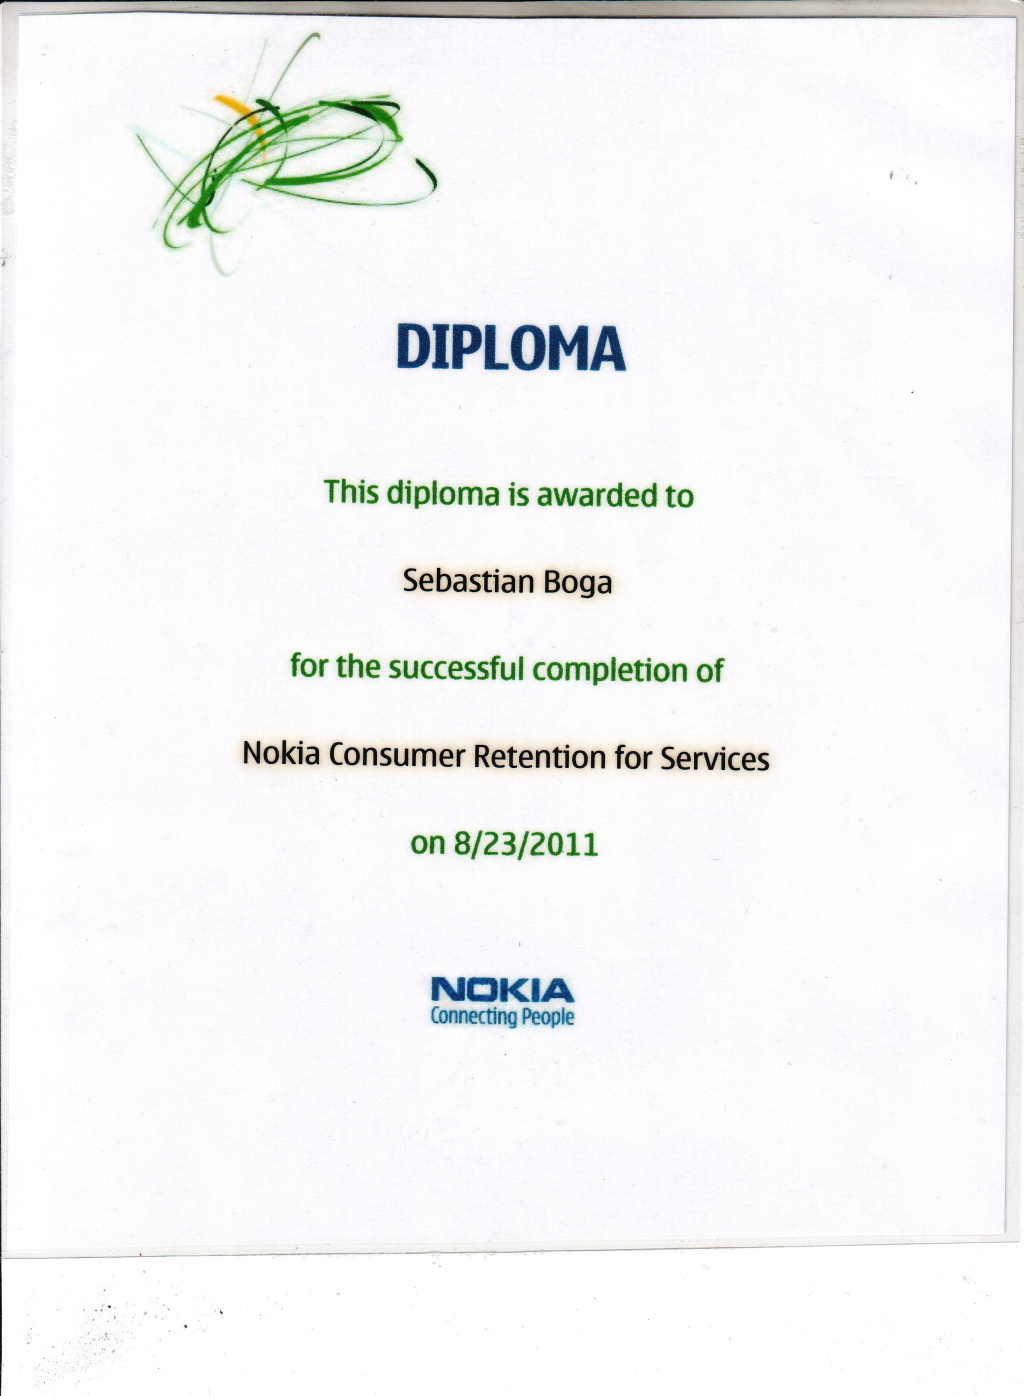 DIPLOMA
This diploma is awarded to
Sebastian Boga
for the successful completion of
Nokia Consumer Retention for Services
on 8/23/2011
NOKIA
Connecting People